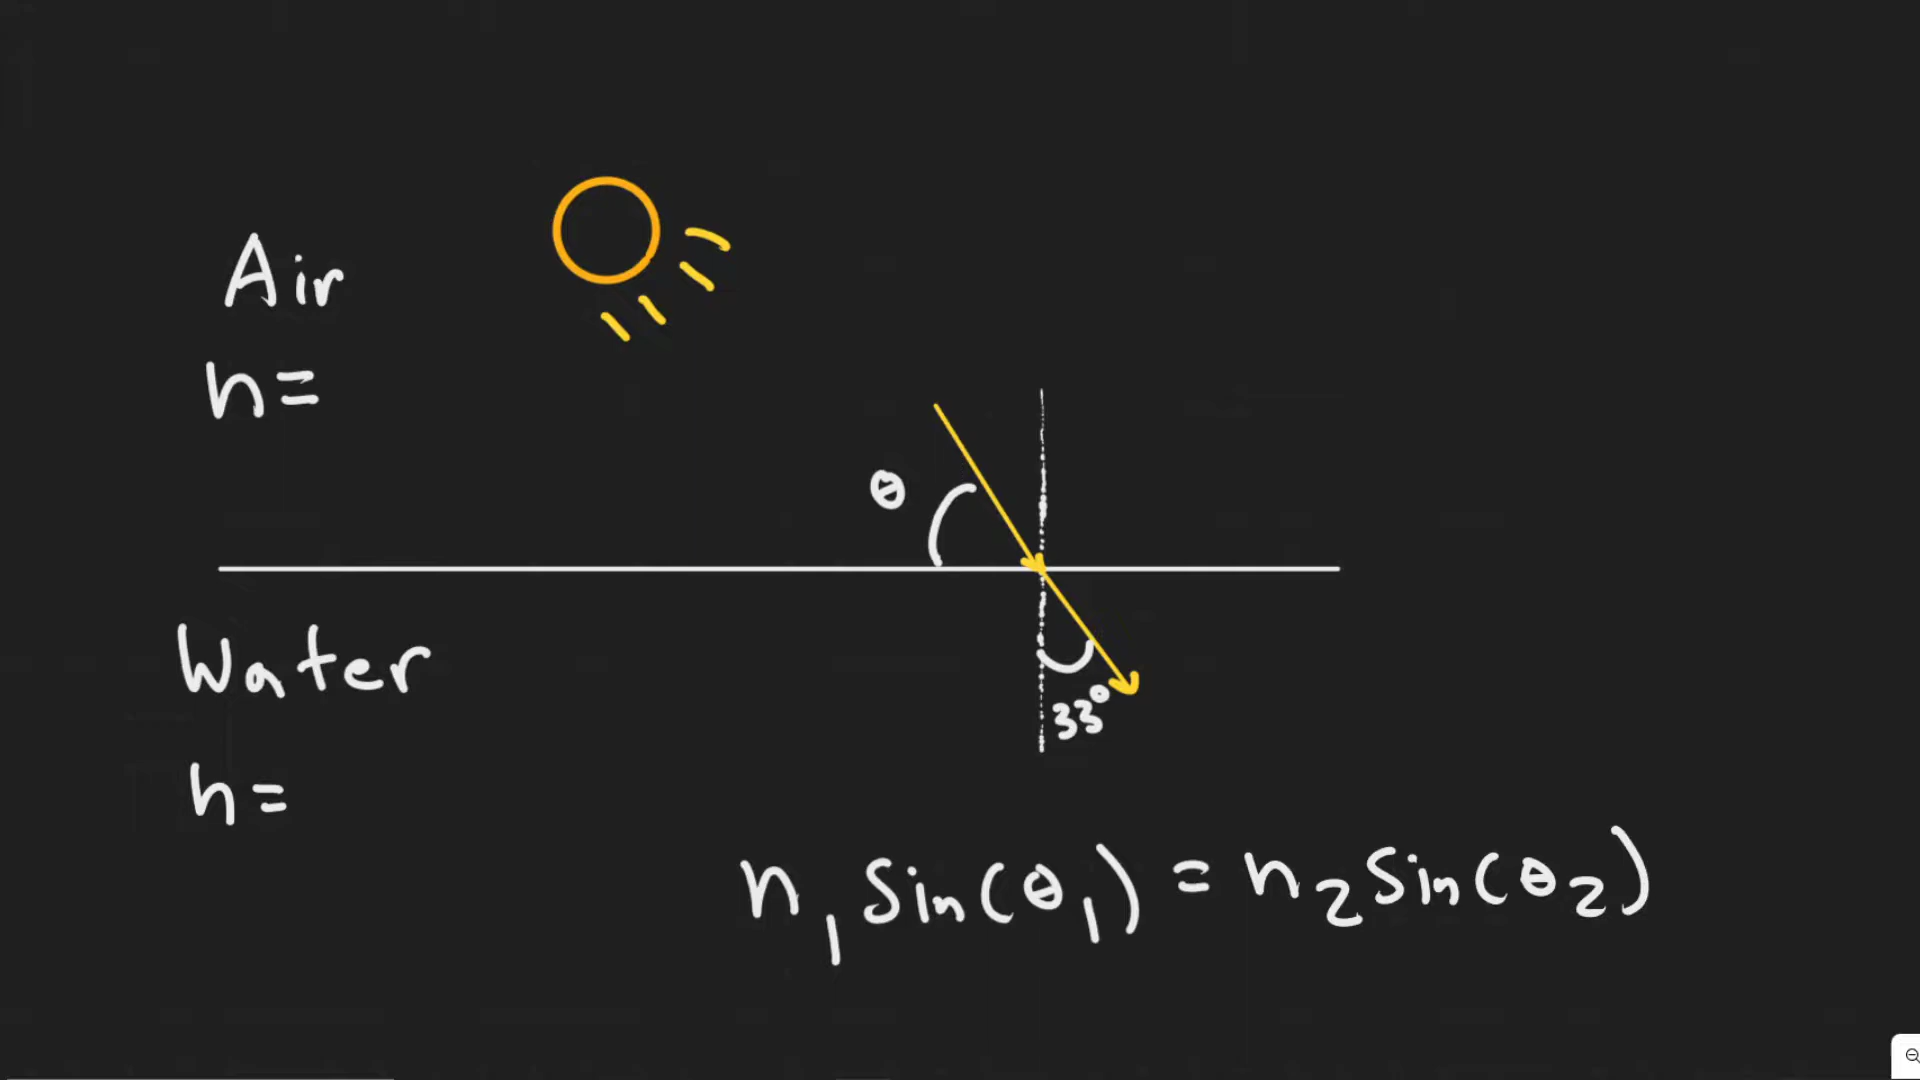 Air
n=
θ
Water
33°
n=
n₁sin(θ₁)=n₂sin(θ₂)